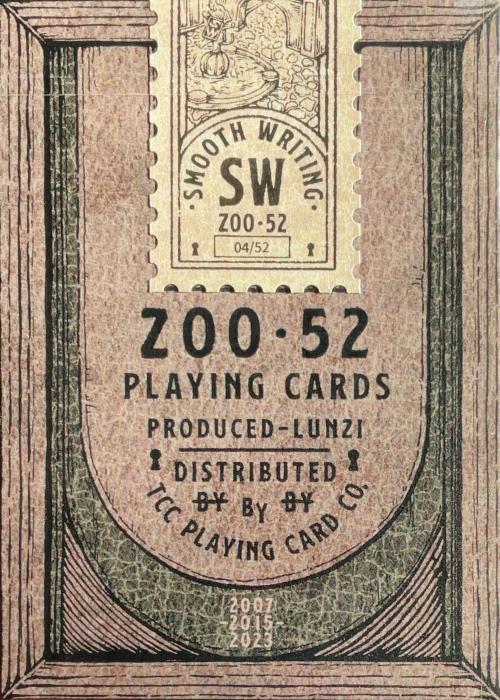 SMOOTH WRITING
SW
ZOO·52
04/52
ZOO·52
PLAYING CARDS
PRODUCED-LUNZI
DISTRIBUTED
BY By BY
TCC PLAYING CARD CO.
2007
-2015-
2023